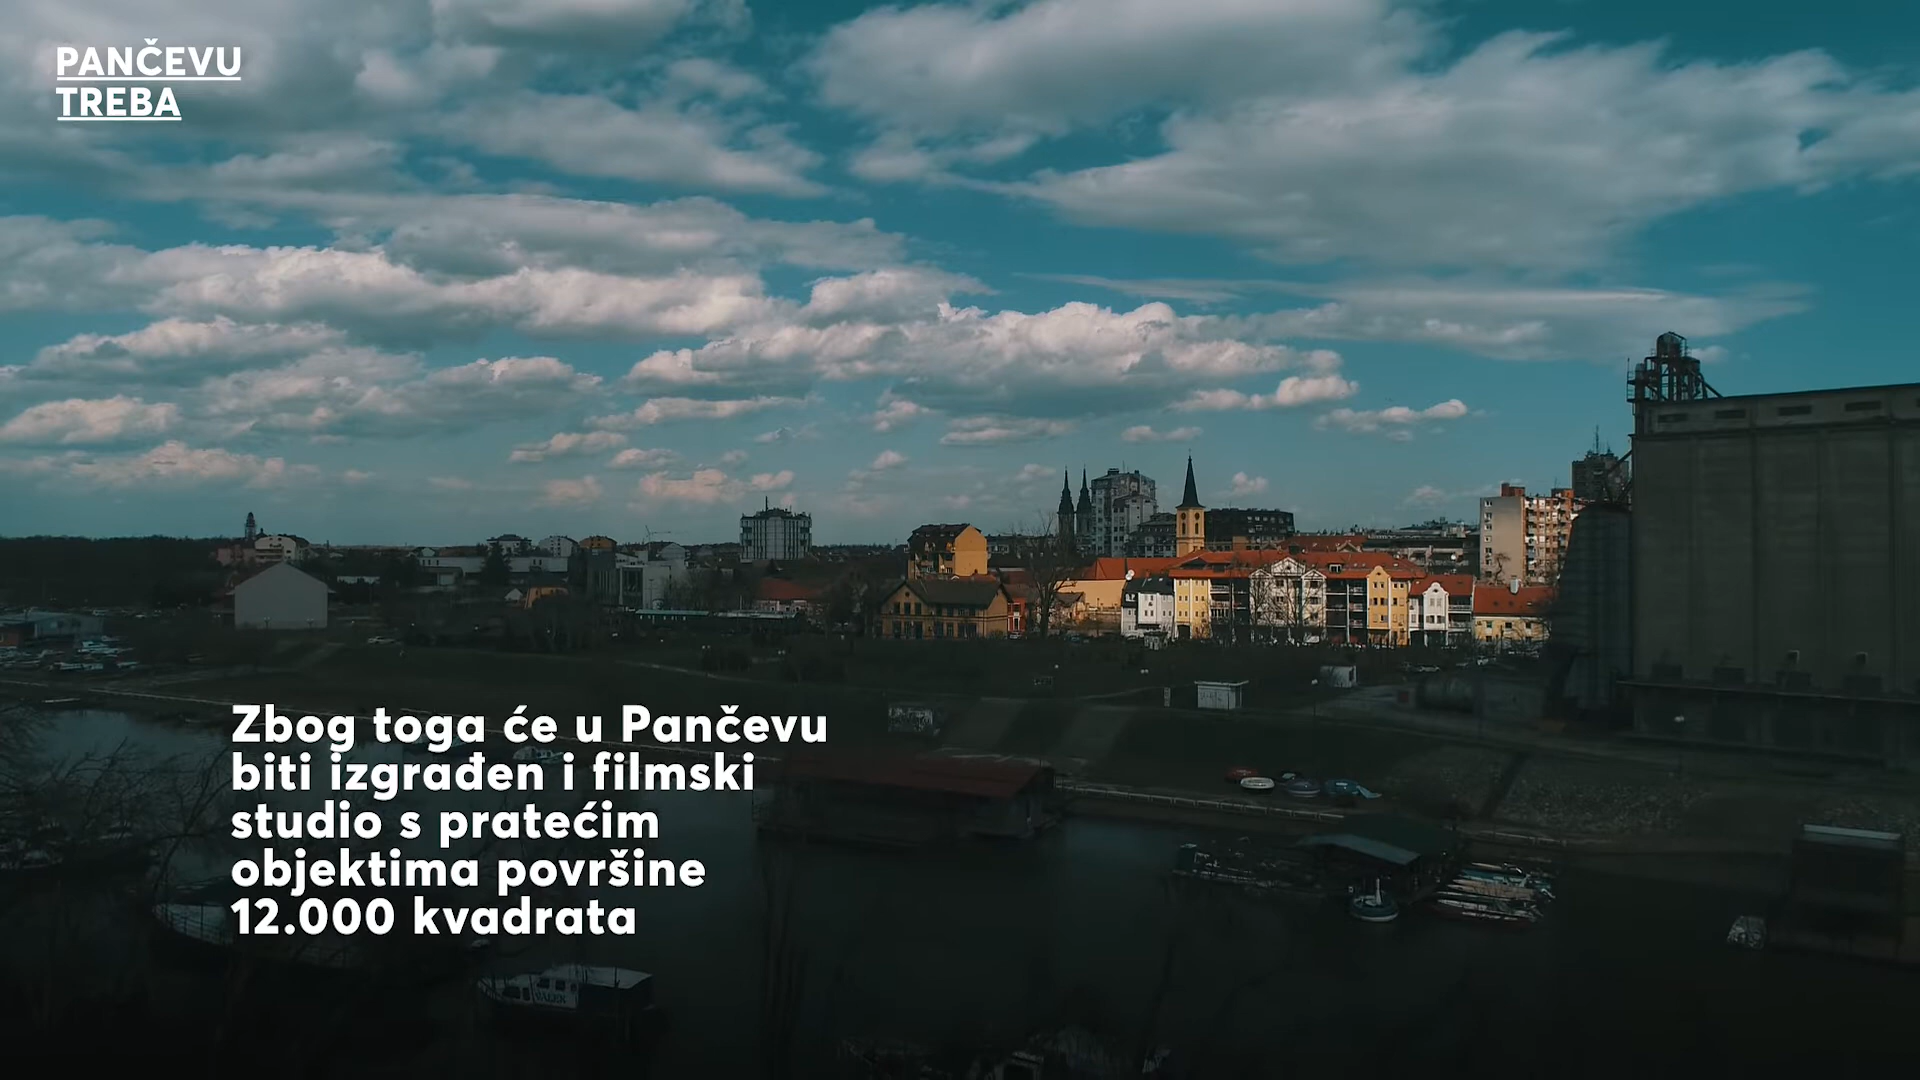 PANČEVU
TREBA
Zbog toga će u Pančevu
biti izgrađen i filmski
studio s pratećim
objektima površine
12.000 kvadrata